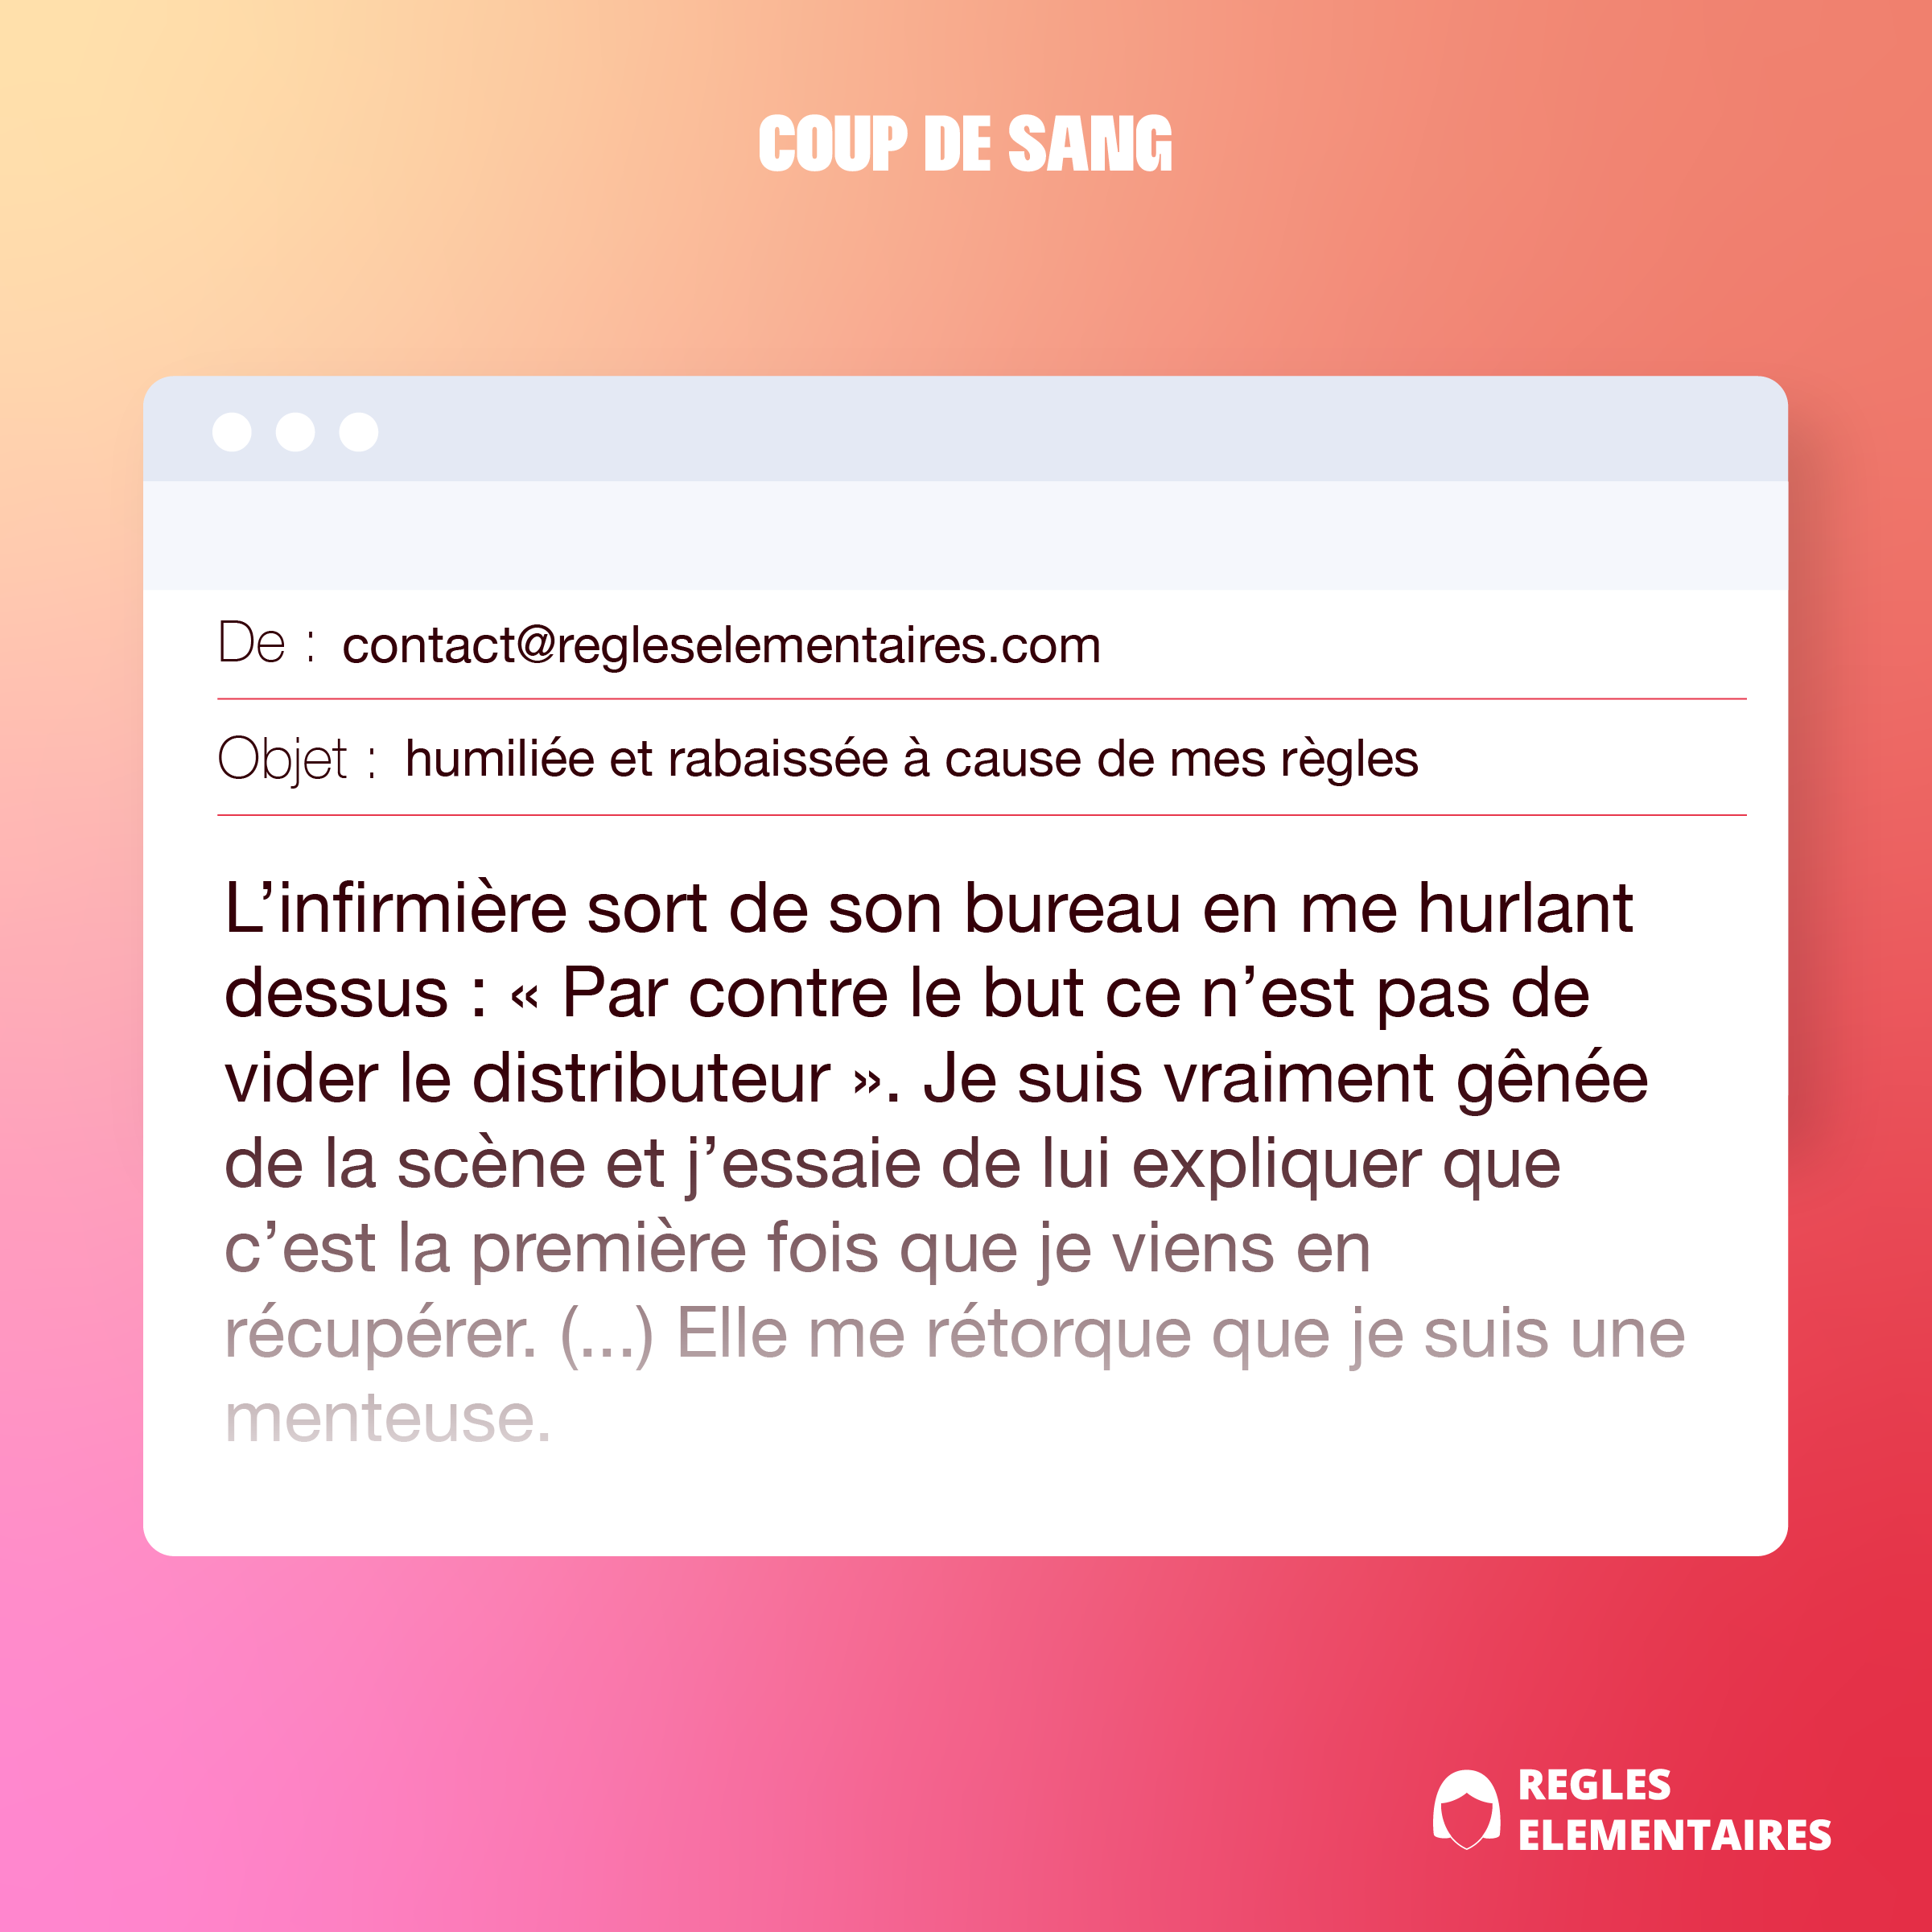 COUP DE SANG
De : contact@regleselementaires.com
Objet : humiliée et rabaissée à cause de mes règles
L’infirmière sort de son bureau en me hurlant
dessus : « Par contre le but ce n’est pas de
vider le distributeur ». Je suis vraiment gênée
de la scène et j’essaie de lui expliquer que
c’est la première fois que je viens en
récupérer. (...) Elle me rétorque que je suis une
menteuse.
REGLES
ELEMENTAIRES